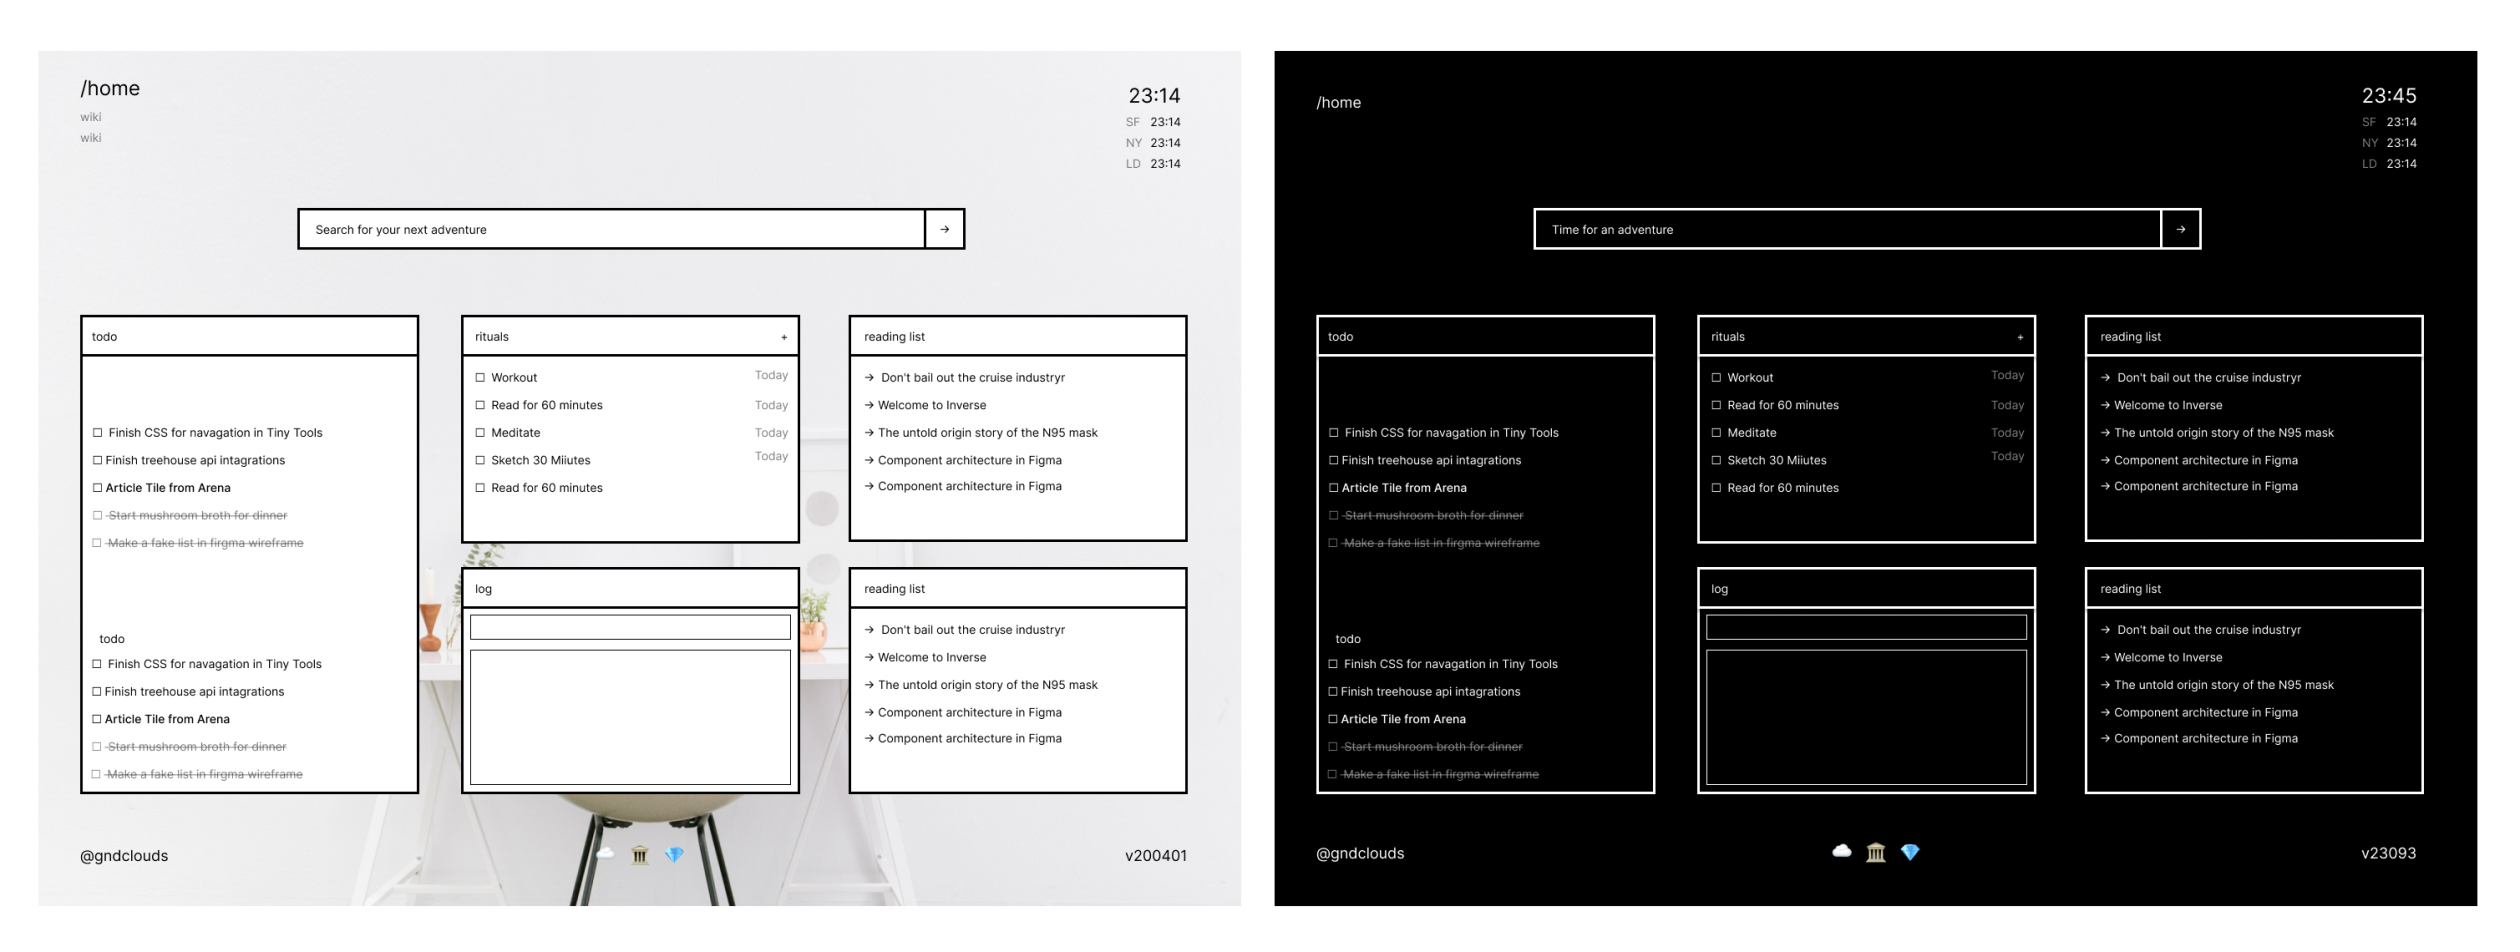 /home
wiki
wiki
23:14
SF 23:14
NY 23:14
LD 23:14
Search for your next adventure →
todo
☐ Finish CSS for navagation in Tiny Tools
☐ Finish treehouse api intagrations
☐ Article Tile from Arena
☐ Start mushroom broth for dinner
☐ Make a fake list in firgma wireframe
todo
☐ Finish CSS for navagation in Tiny Tools
☐ Finish treehouse api intagrations
☐ Article Tile from Arena
☐ Start mushroom broth for dinner
☐ Make a fake list in firgma wireframe
rituals +
☐ Workout Today
☐ Read for 60 minutes Today
☐ Meditate Today
☐ Sketch 30 Miiutes Today
☐ Read for 60 minutes
log
reading list
→ Don't bail out the cruise industryr
→ Welcome to Inverse
→ The untold origin story of the N95 mask
→ Component architecture in Figma
→ Component architecture in Figma
reading list
→ Don't bail out the cruise industryr
→ Welcome to Inverse
→ The untold origin story of the N95 mask
→ Component architecture in Figma
→ Component architecture in Figma
@gndclouds
v200401
/home
23:45
SF 23:14
NY 23:14
LD 23:14
Time for an adventure →
todo
☐ Finish CSS for navagation in Tiny Tools
☐ Finish treehouse api intagrations
☐ Article Tile from Arena
☐ Start mushroom broth for dinner
☐ Make a fake list in firgma wireframe
todo
☐ Finish CSS for navagation in Tiny Tools
☐ Finish treehouse api intagrations
☐ Article Tile from Arena
☐ Start mushroom broth for dinner
☐ Make a fake list in firgma wireframe
rituals +
☐ Workout Today
☐ Read for 60 minutes Today
☐ Meditate Today
☐ Sketch 30 Miiutes Today
☐ Read for 60 minutes
log
reading list
→ Don't bail out the cruise industryr
→ Welcome to Inverse
→ The untold origin story of the N95 mask
→ Component architecture in Figma
→ Component architecture in Figma
reading list
→ Don't bail out the cruise industryr
→ Welcome to Inverse
→ The untold origin story of the N95 mask
→ Component architecture in Figma
→ Component architecture in Figma
@gndclouds
v23093